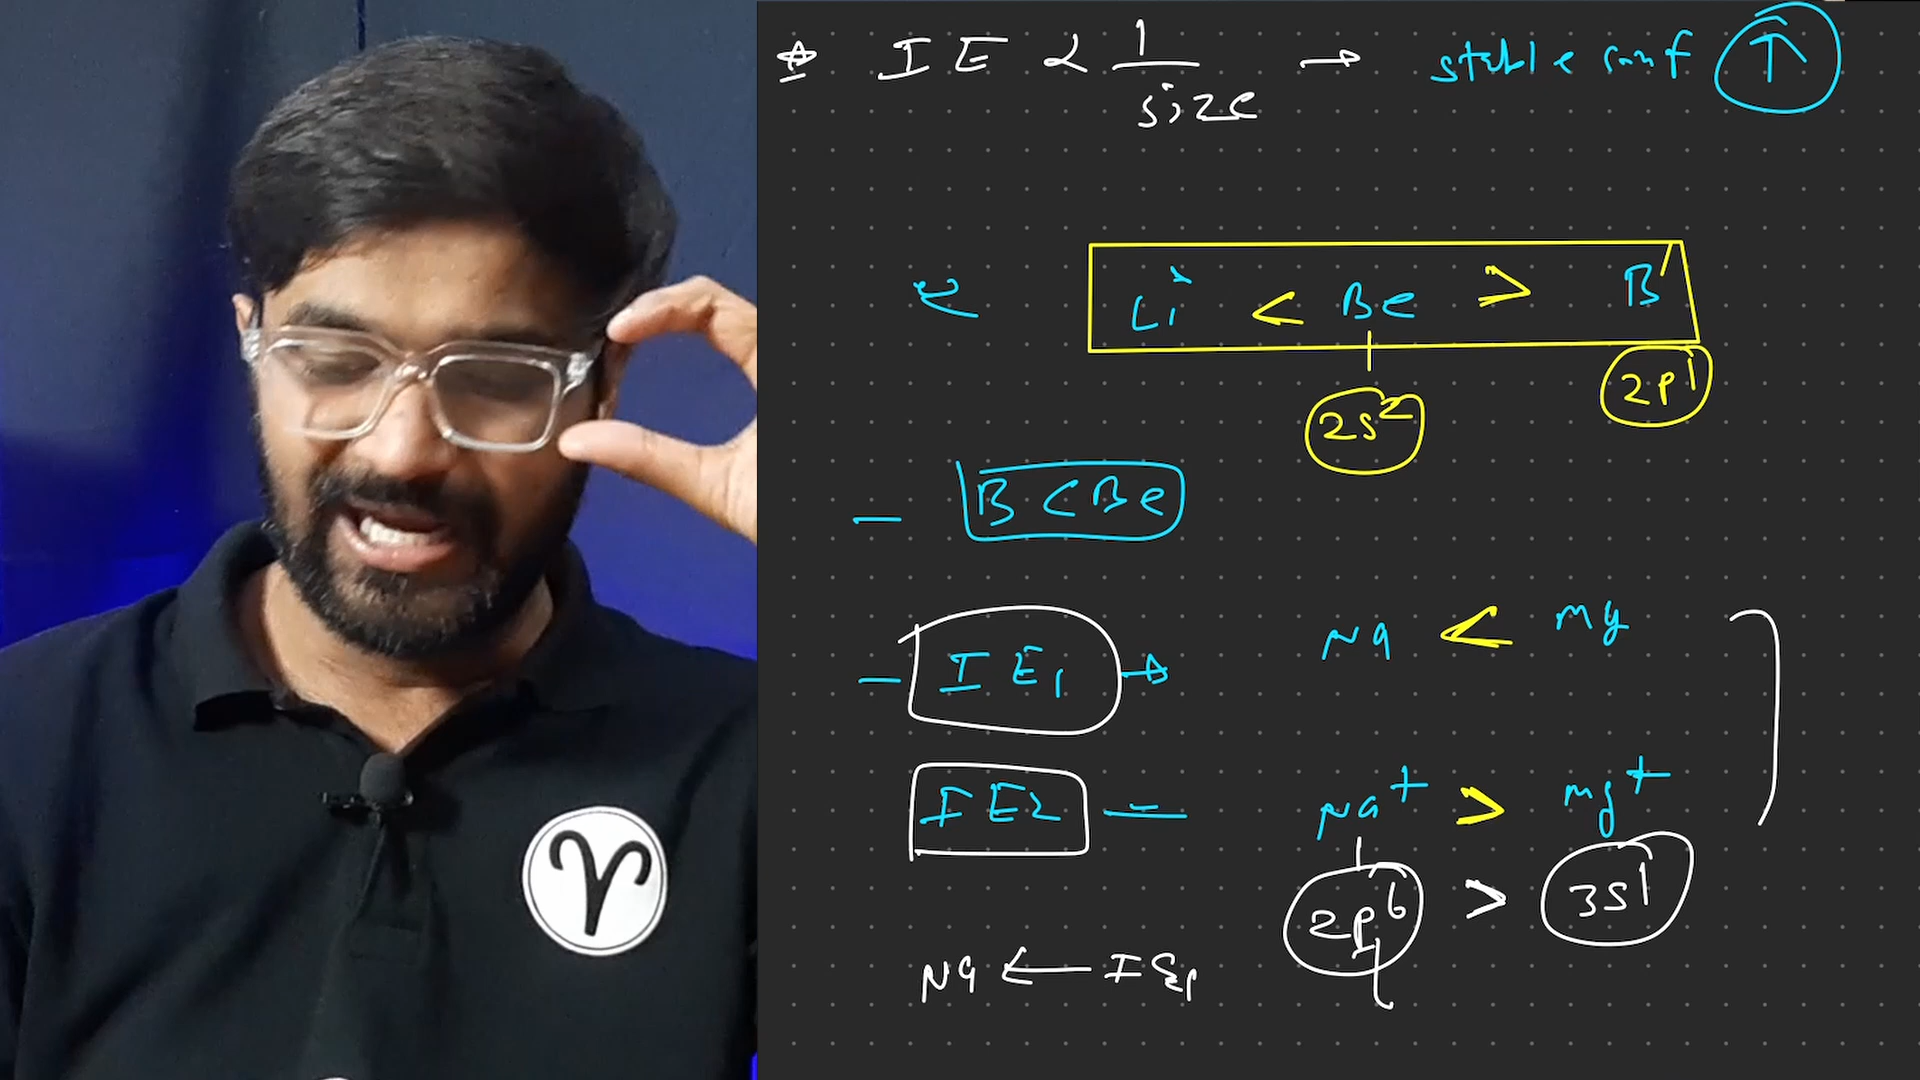 * IE ∝ 1/size → stable conf ↑
Li < Be > B
2s² 2p¹
B < Be
- IE₁ → Na < Mg
IE2 - Na⁺ > Mg⁺
2p⁶ > 3s¹
Na ← IE₁